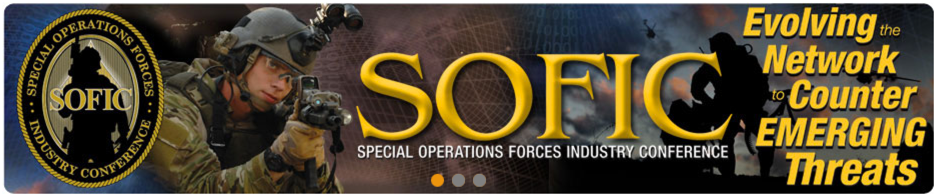 SPECIAL OPERATIONS FORCES
SOFIC
INDUSTRY CONFERENCE
SOFIC
SPECIAL OPERATIONS FORCES INDUSTRY CONFERENCE
Evolving the
Network
to Counter
EMERGING
Threats